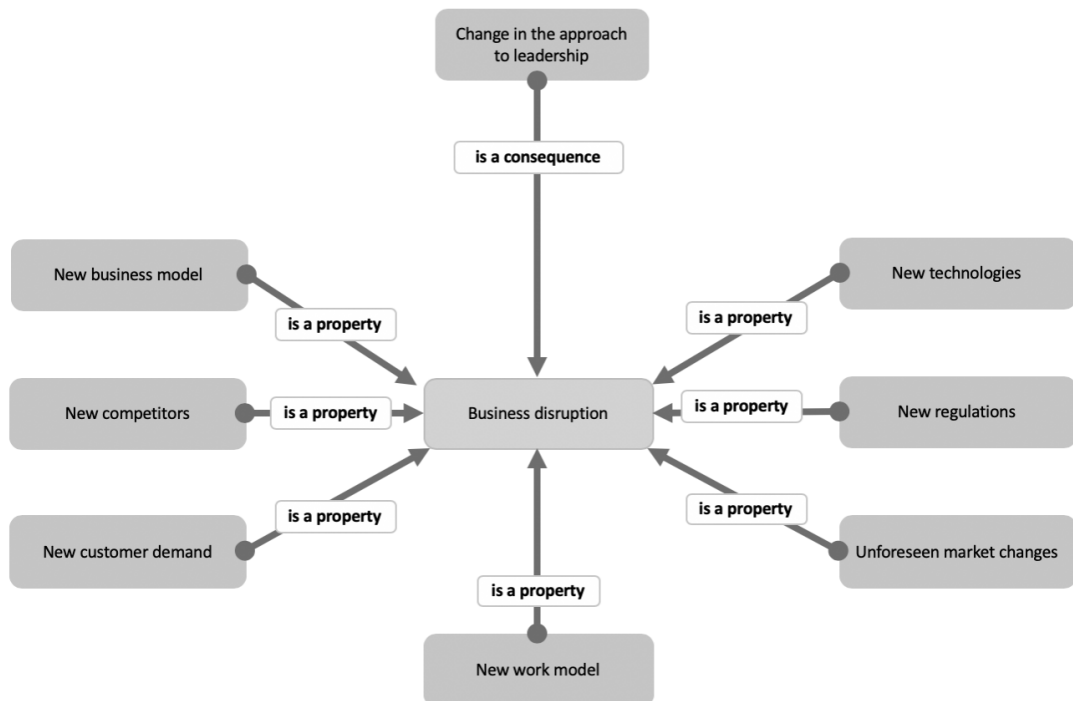 Change in the approach
to leadership
is a consequence
New business model
New technologies
is a property
is a property
New competitors
is a property
Business disruption
is a property
New regulations
is a property
is a property
New customer demand
Unforeseen market changes
is a property
New work model